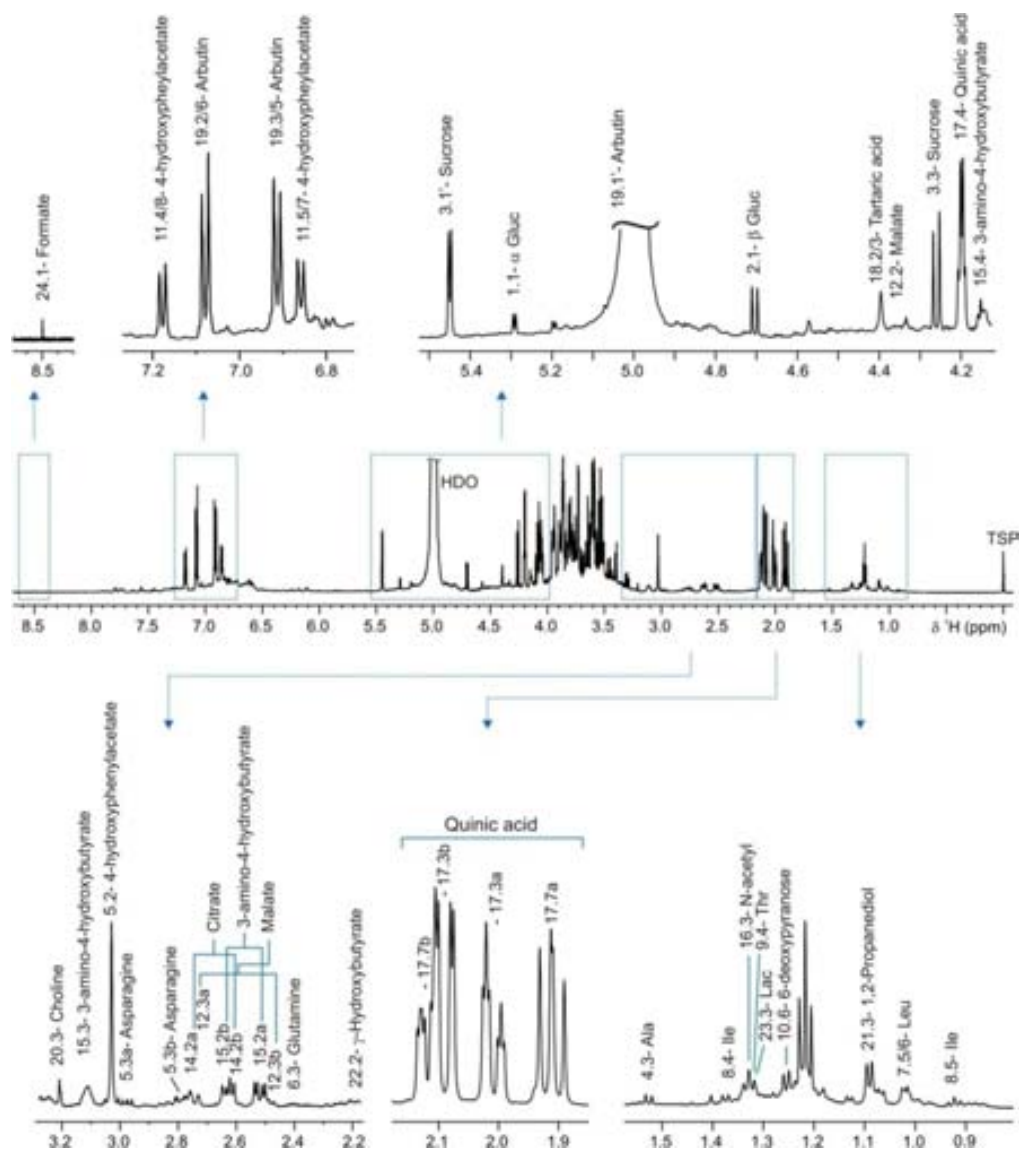 24.1- Formate
11.4/8- 4-hydroxypheylacetate
19.2/6- Arbutin
19.3/5- Arbutin
11.5/7- 4-hydroxypheylacetate
3.1´- Sucrose
1.1- α Gluc
19.1´- Arbutin
2.1- β Gluc
18.2/3- Tartaric acid
12.2- Malate
3.3- Sucrose
17.4- Quinic acid
15.4- 3-amino-4-hydroxybutyrate
8.5
7.2 7.0 6.8
5.4 5.2 5.0 4.8 4.6 4.4 4.2
HDO
TSP
8.5 8.0 7.5 7.0 6.5 6.0 5.5 5.0 4.5 4.0 3.5 3.0 2.5 2.0 1.5 1.0 δ ¹H (ppm)
20.3- Choline
15.3- 3-amino-4-hydroxybutyrate
5.2- 4-hydroxyphenylacetate
5.3a- Asparagine
5.3b- Asparagine
14.2a
12.3a
Citrate
15.2b
14.2b
3-amino-4-hydroxybutyrate
15.2a
Malate
12.3b
6.3- Glutamine
22.2- γ-Hydroxybutyrate
3.2 3.0 2.8 2.6 2.4 2.2
Quinic acid
- 17.7b
- 17.3b
- 17.3a
17.7a
2.1 2.0 1.9
4.3- Ala
8.4- Ile
16.3- N-acetyl
9.4- Thr
23.3- Lac
10.6- 6-deoxypyranose
21.3- 1,2-Propanediol
7.5/6- Leu
8.5- Ile
1.5 1.4 1.3 1.2 1.1 1.0 0.9